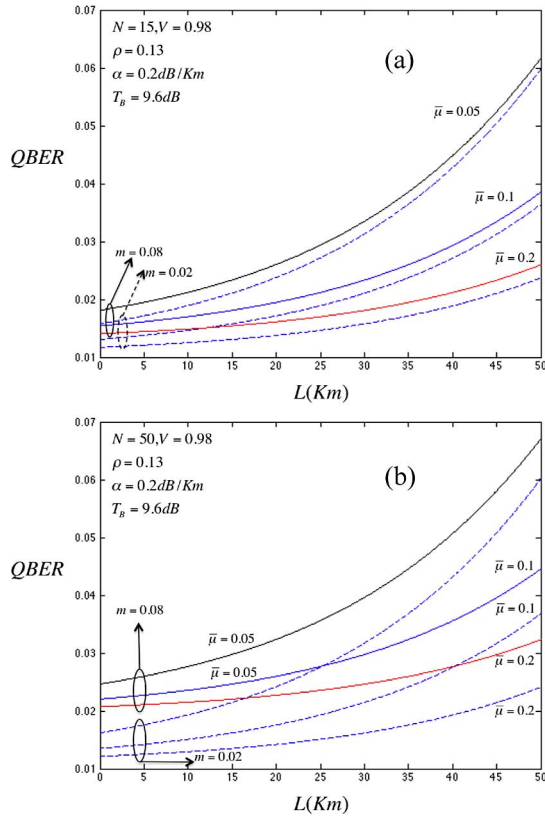 N = 15, V = 0.98
ρ = 0.13
α = 0.2dB / Km
T_B = 9.6dB
(a)
0.07
0.06
0.05
0.04
0.03
0.02
0.01
QBER
μ̅ = 0.05
μ̅ = 0.1
μ̅ = 0.2
m = 0.08
m = 0.02
0 5 10 15 20 25 30 35 40 45 50
L(Km)
N = 50, V = 0.98
ρ = 0.13
α = 0.2dB / Km
T_B = 9.6dB
(b)
0.07
0.06
0.05
0.04
0.03
0.02
0.01
QBER
μ̅ = 0.1
μ̅ = 0.1
m = 0.08
μ̅ = 0.05
μ̅ = 0.05
μ̅ = 0.2
μ̅ = 0.2
m = 0.02
0 5 10 15 20 25 30 35 40 45 50
L(Km)